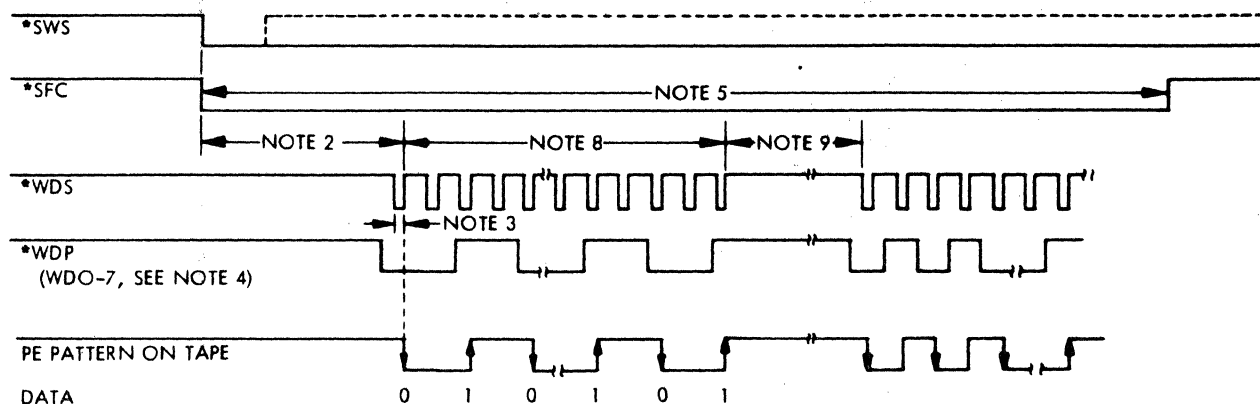 *SWS
*SFC
NOTE 5
NOTE 2 NOTE 8 NOTE 9
*WDS
NOTE 3
*WDP
(WDO-7, SEE NOTE 4)
PE PATTERN ON TAPE
DATA 0 1 0 1 0 1